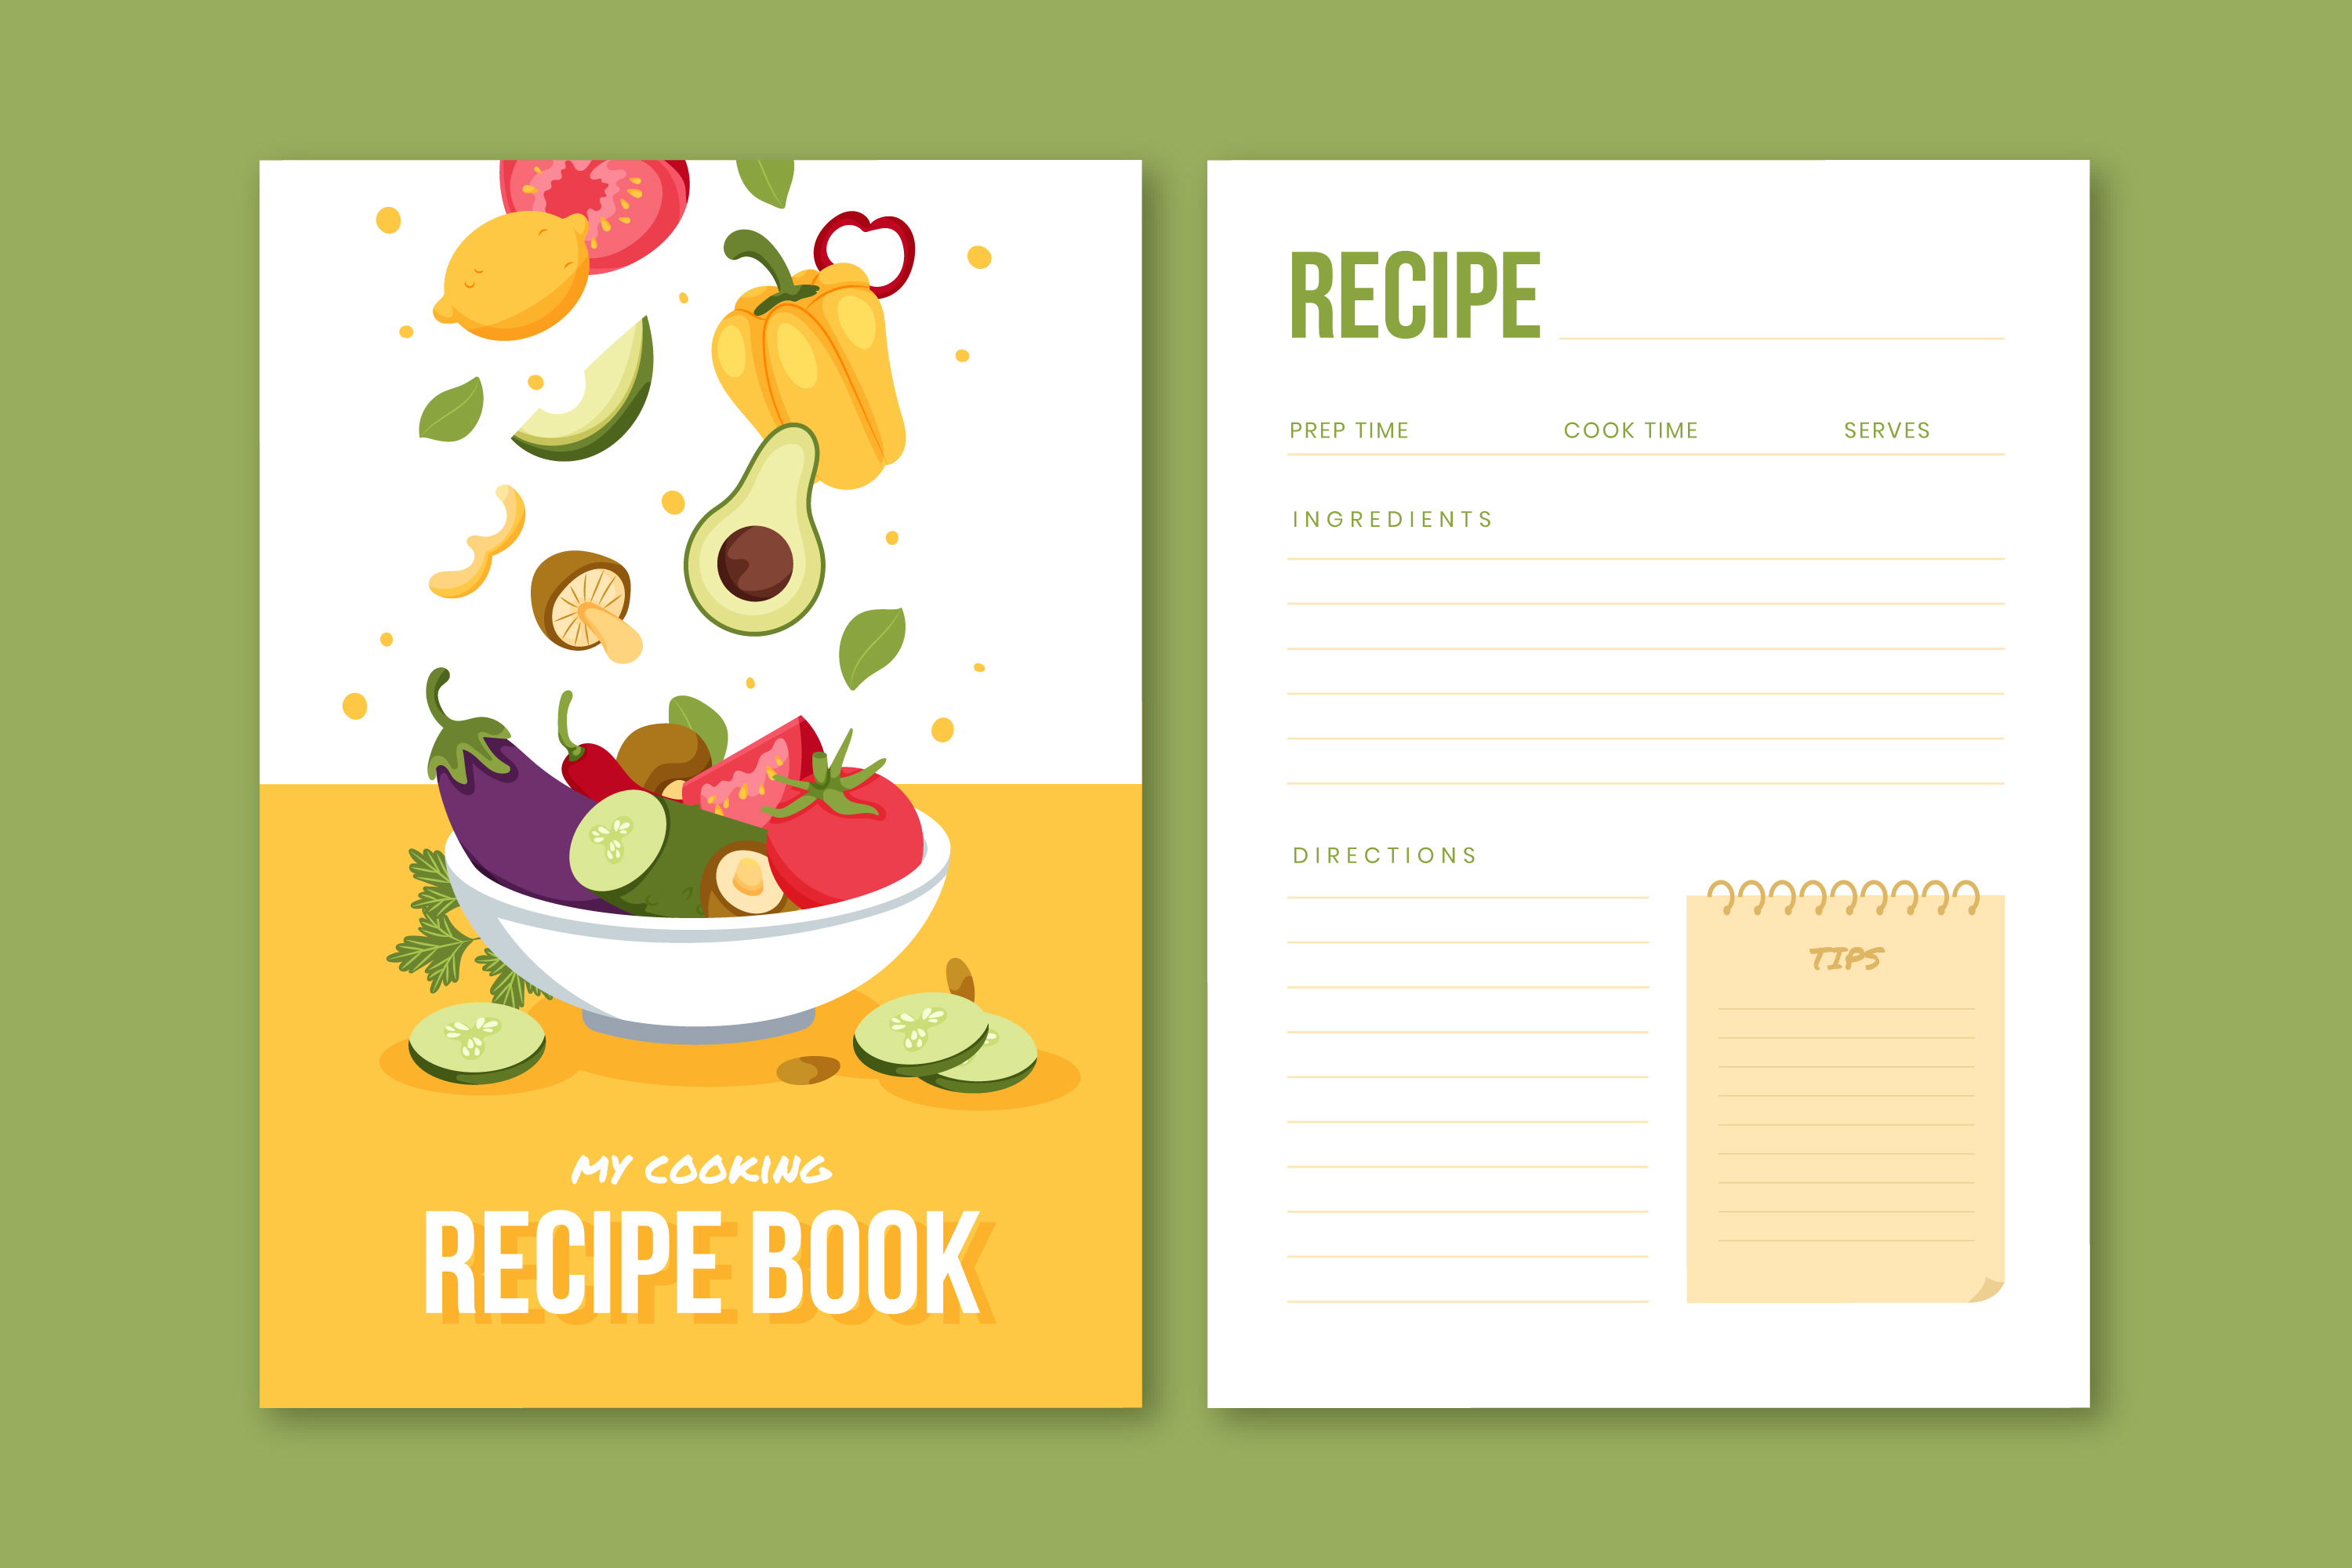 MY COOKING
RECIPE BOOK
RECIPE
PREP TIME COOK TIME SERVES
INGREDIENTS
DIRECTIONS
TIPS